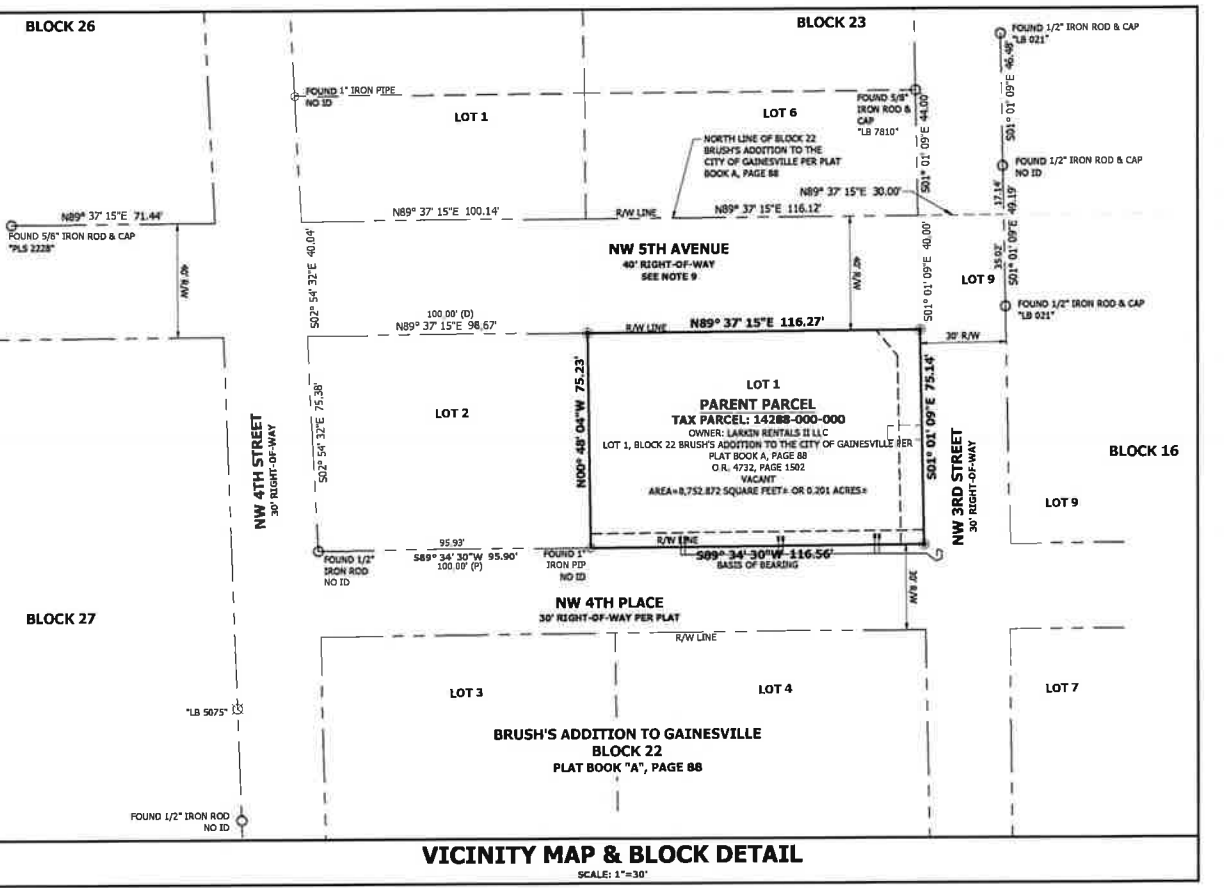 BLOCK 26
BLOCK 23
FOUND 1/2" IRON ROD & CAP
"LB 021"
S01° 01' 09"E 46.48'
FOUND 1" IRON PIPE
NO ID
LOT 1
LOT 6
FOUND 5/8"
IRON ROD &
CAP
"LB 7810"
S01° 01' 09"E 44.00'
NORTH LINE OF BLOCK 22
BRUSH'S ADDITION TO THE
CITY OF GAINESVILLE PER PLAT
BOOK A, PAGE 88
FOUND 1/2" IRON ROD & CAP
NO ID
N89° 37' 15"E 30.00'
17.14'
S01° 01' 09"E 49.19'
35.02'
N89° 37' 15"E 71.44'
N89° 37' 15"E 100.14'
R/W LINE
N89° 37' 15"E 116.12'
FOUND 5/8" IRON ROD & CAP
"PLS 2228"
40' R/W
S02° 54' 32"E 40.04'
NW 5TH AVENUE
40' RIGHT-OF-WAY
SEE NOTE 9
40' R/W
S01° 01' 09"E 40.00'
LOT 9
FOUND 1/2" IRON ROD & CAP
"LB 021"
100.00' (D)
N89° 37' 15"E 98.67'
R/W LINE
N89° 37' 15"E 116.27'
30' R/W
S02° 54' 32"E 75.38'
LOT 2
N00° 48' 04"W 75.23'
LOT 1
PARENT PARCEL
TAX PARCEL: 14288-000-000
OWNER: LARKIN RENTALS II LLC
LOT 1, BLOCK 22 BRUSH'S ADDITION TO THE CITY OF GAINESVILLE PER
PLAT BOOK A, PAGE 88
O.R. 4732, PAGE 1502
VACANT
AREA=8,752.872 SQUARE FEET± OR 0.201 ACRES±
S01° 01' 09"E 75.14'
NW 4TH STREET
30' RIGHT-OF-WAY
NW 3RD STREET
30' RIGHT-OF-WAY
BLOCK 16
LOT 9
95.93'
S89° 34' 30"W 95.90'
100.00' (P)
FOUND 1/2"
IRON ROD
NO ID
FOUND 1"
IRON PIP
NO ID
R/W LINE
S89° 34' 30"W 116.56'
BASIS OF BEARING
30' R/W
NW 4TH PLACE
30' RIGHT-OF-WAY PER PLAT
R/W LINE
BLOCK 27
LOT 3
LOT 4
LOT 7
"LB 5075"
BRUSH'S ADDITION TO GAINESVILLE
BLOCK 22
PLAT BOOK "A", PAGE 88
FOUND 1/2" IRON ROD
NO ID
VICINITY MAP & BLOCK DETAIL
SCALE: 1"=30'